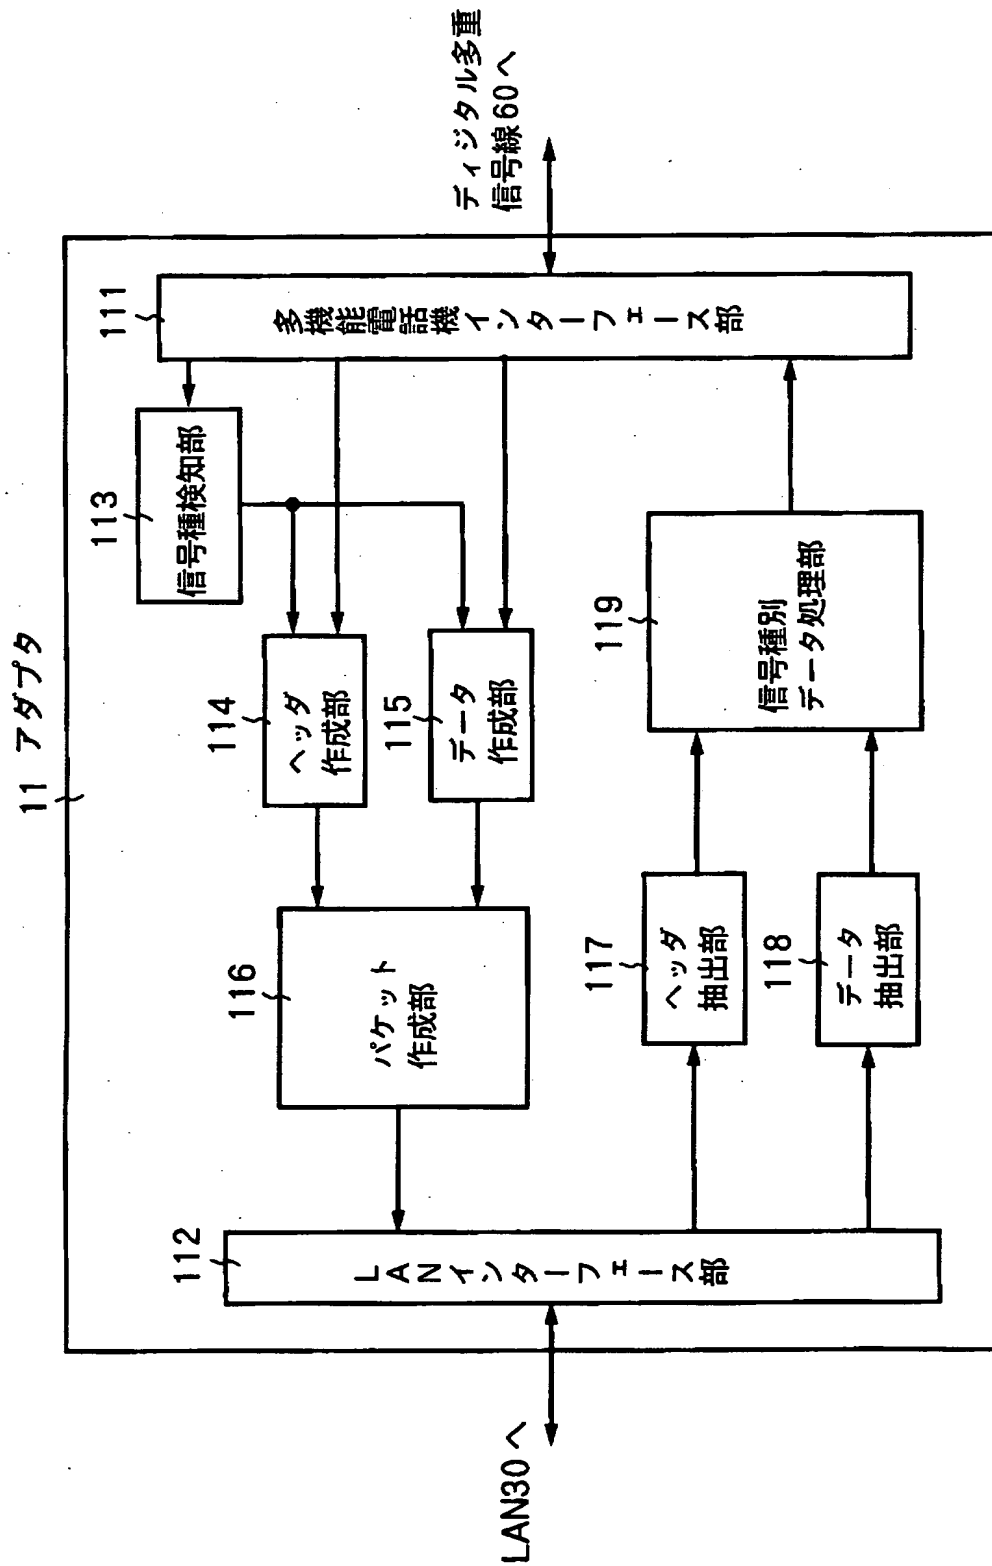 11 アダプタ
111
多機能電話機インターフェース部
ディジタル多重
信号線60へ
113
信号種検知部
114
ヘッダ
作成部
115
データ
作成部
116
パケット
作成部
112
LANインターフェース部
LAN30へ
117
ヘッダ
抽出部
118
データ
抽出部
119
信号種別
データ処理部